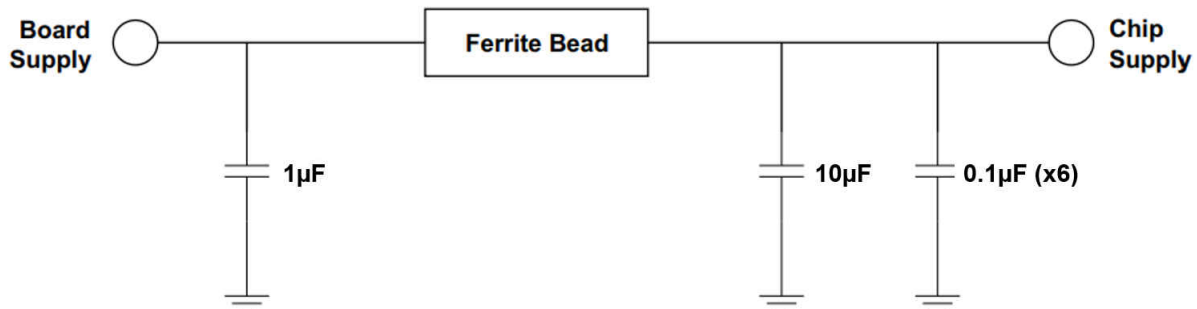 Board
Supply
Ferrite Bead
Chip
Supply
1µF
10µF
0.1µF (x6)